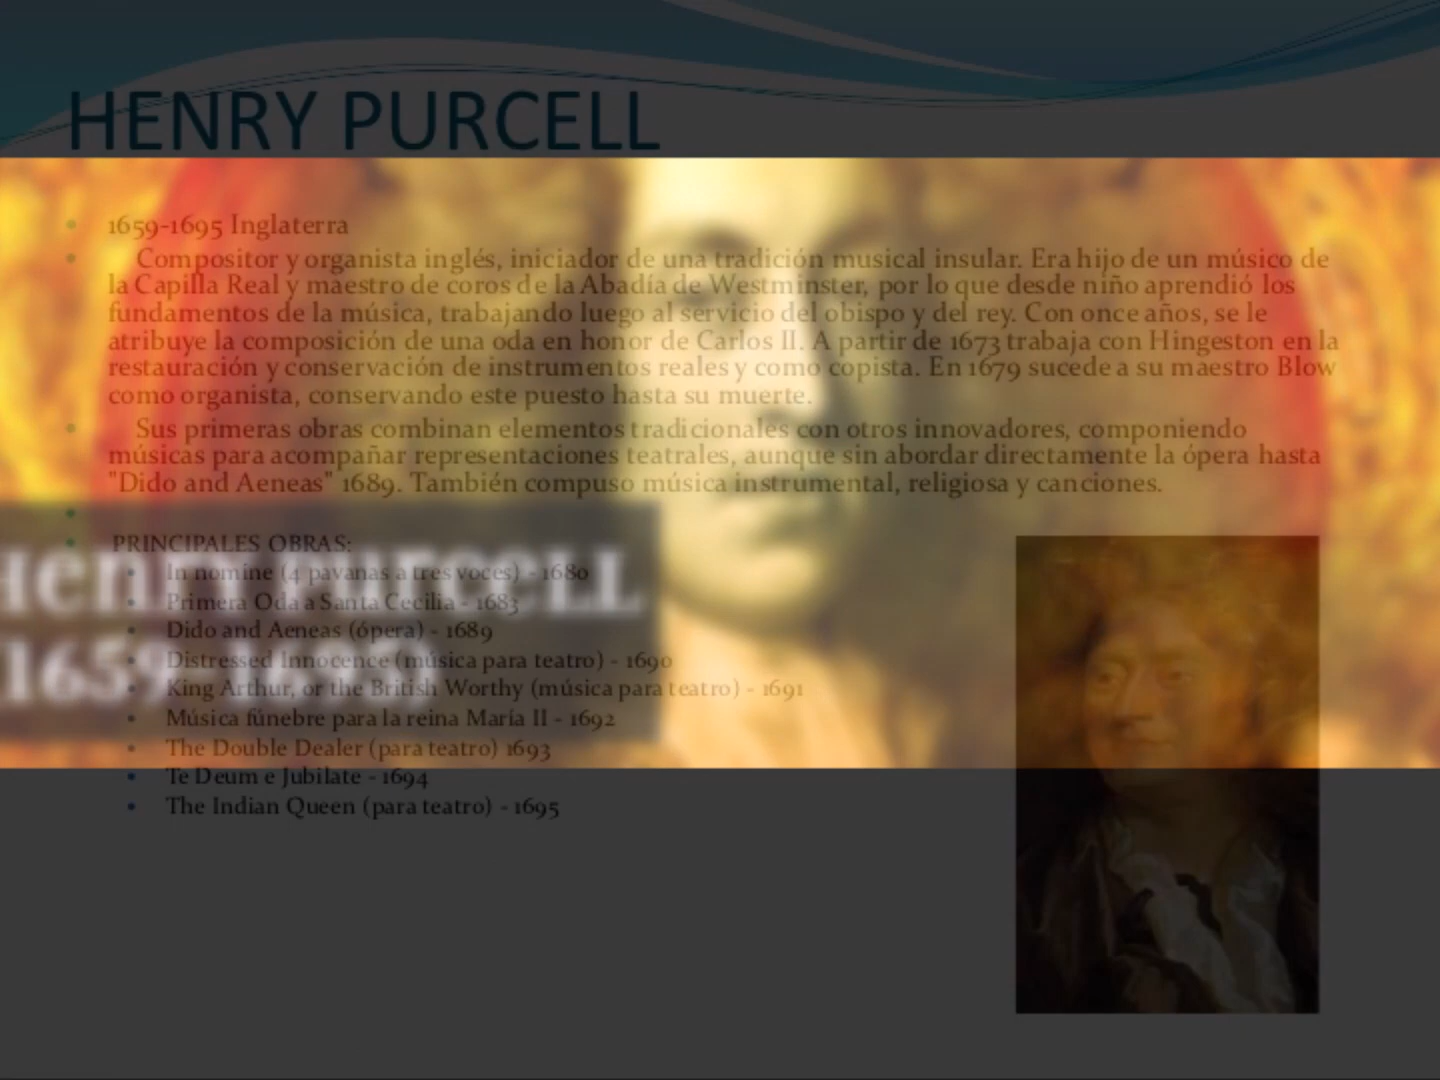 HENRY PURCELL
1659-1695 Inglaterra
Compositor y organista inglés, iniciador de una tradición musical insular. Era hijo de un músico de
la Capilla Real y maestro de coros de la Abadía de Westminster, por lo que desde niño aprendió los
fundamentos de la música, trabajando luego al servicio del obispo y del rey. Con once años, se le
atribuye la composición de una oda en honor de Carlos II. A partir de 1673 trabaja con Hingeston en la
restauración y conservación de instrumentos reales y como copista. En 1679 sucede a su maestro Blow
como organista, conservando este puesto hasta su muerte.
Sus primeras obras combinan elementos tradicionales con otros innovadores, componiendo
músicas para acompañar representaciones teatrales, aunque sin abordar directamente la ópera hasta
"Dido and Aeneas" 1689. También compuso música instrumental, religiosa y canciones.
PRINCIPALES OBRAS:
Henry Purcell
In nomine (4 pavanas a tres voces) - 1680
Primera Oda a Santa Cecilia - 1683
Dido and Aeneas (ópera) - 1689
Distressed Innocence (música para teatro) - 1690
1659-1695)
King Arthur, or the British Worthy (música para teatro) - 1691
Música fúnebre para la reina María II - 1692
The Double Dealer (para teatro) 1693
Te Deum e Jubilate - 1694
The Indian Queen (para teatro) - 1695